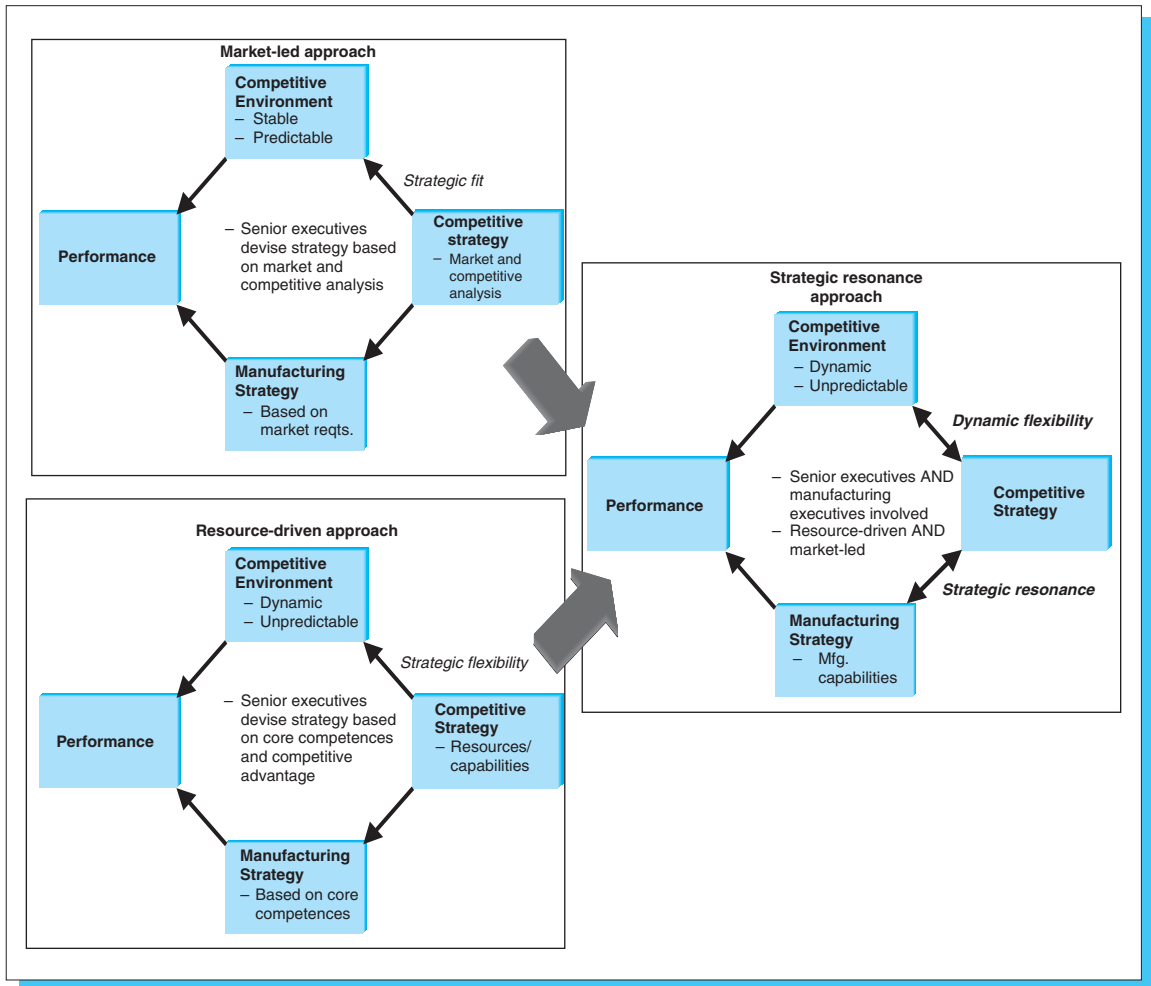 Market-led approach
Competitive
Environment
– Stable
– Predictable
Strategic fit
Performance
– Senior executives
devise strategy based
on market and
competitive analysis
Competitive
strategy
– Market and
competitive
analysis
Manufacturing
Strategy
– Based on
market reqts.
Resource-driven approach
Competitive
Environment
– Dynamic
– Unpredictable
Strategic flexibility
Performance
– Senior executives
devise strategy based
on core competences
and competitive
advantage
Competitive
Strategy
– Resources/
capabilities
Manufacturing
Strategy
– Based on core
competences
Strategic resonance
approach
Competitive
Environment
– Dynamic
– Unpredictable
Dynamic flexibility
Performance
– Senior executives AND
manufacturing
executives involved
– Resource-driven AND
market-led
Competitive
Strategy
Strategic resonance
Manufacturing
Strategy
– Mfg.
capabilities